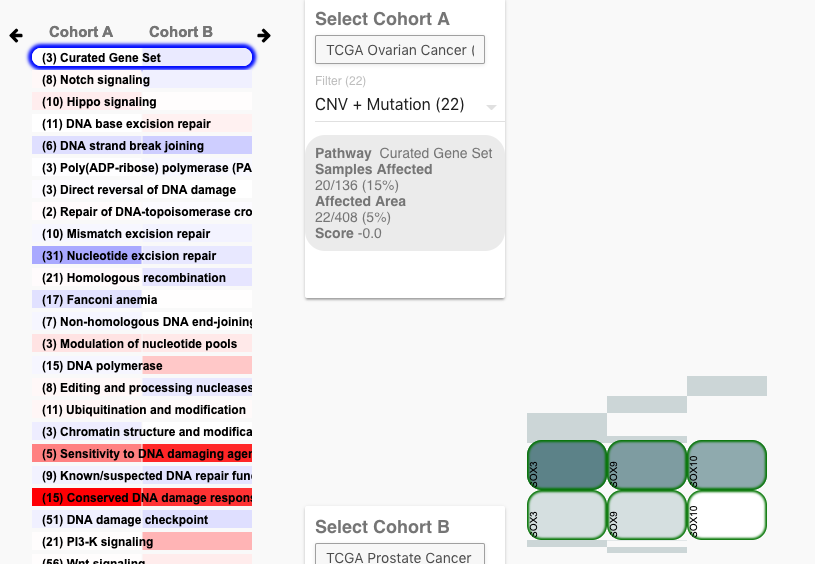 Cohort A Cohort B
(3) Curated Gene Set
(8) Notch signaling
(10) Hippo signaling
(11) DNA base excision repair
(6) DNA strand break joining
(3) Poly(ADP-ribose) polymerase (PA
(3) Direct reversal of DNA damage
(2) Repair of DNA-topoisomerase cro
(10) Mismatch excision repair
(31) Nucleotide excision repair
(21) Homologous recombination
(17) Fanconi anemia
(7) Non-homologous DNA end-joining
(3) Modulation of nucleotide pools
(15) DNA polymerase
(8) Editing and processing nucleases
(11) Ubiquitination and modification
(3) Chromatin structure and modifica
(5) Sensitivity to DNA damaging agen
(9) Known/suspected DNA repair fun
(15) Conserved DNA damage respons
(51) DNA damage checkpoint
(21) PI3-K signaling
(56) Wnt signaling
Select Cohort A
TCGA Ovarian Cancer (
Filter (22)
CNV + Mutation (22)
Pathway Curated Gene Set
Samples Affected
20/136 (15%)
Affected Area
22/408 (5%)
Score -0.0
Select Cohort B
TCGA Prostate Cancer
SOX3 SOX9 SOX10
SOX3 SOX9 SOX10